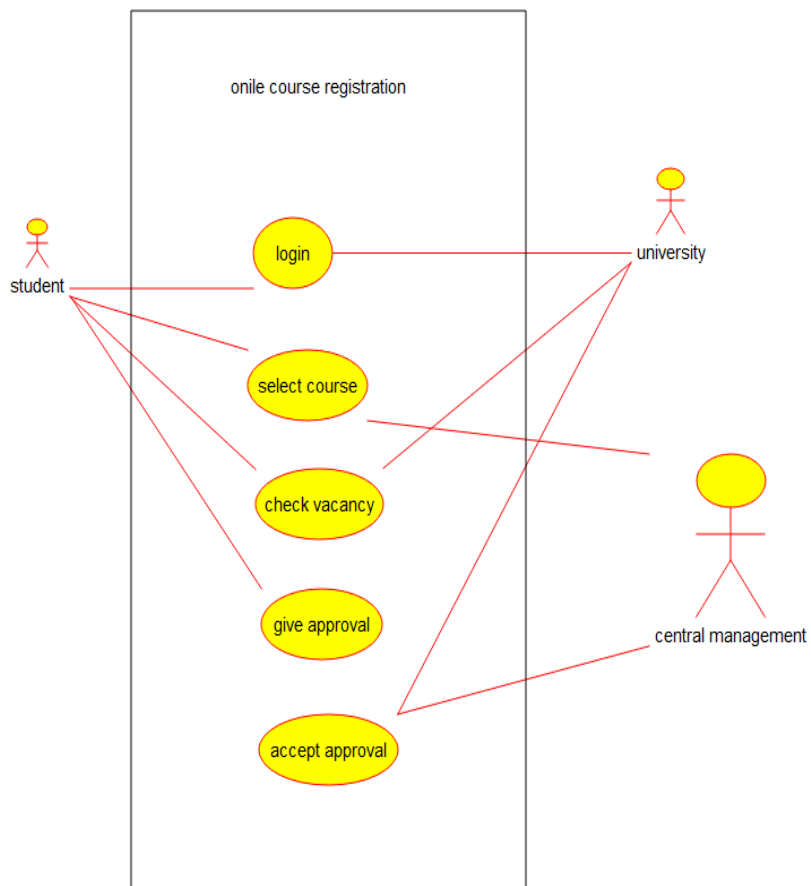 onile course registration
student
login
university
select course
check vacancy
give approval
central management
accept approval